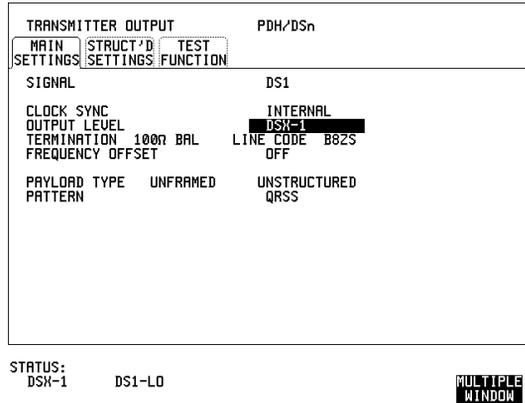 TRANSMITTER OUTPUT PDH/DSn
MAIN SETTINGS STRUCT'D SETTINGS TEST FUNCTION
SIGNAL DS1
CLOCK SYNC INTERNAL
OUTPUT LEVEL DSX-1
TERMINATION 100Ω BAL LINE CODE B8ZS
FREQUENCY OFFSET OFF
PAYLOAD TYPE UNFRAMED UNSTRUCTURED
PATTERN QRSS
STATUS:
DSX-1 DS1-LO
MULTIPLE
WINDOW